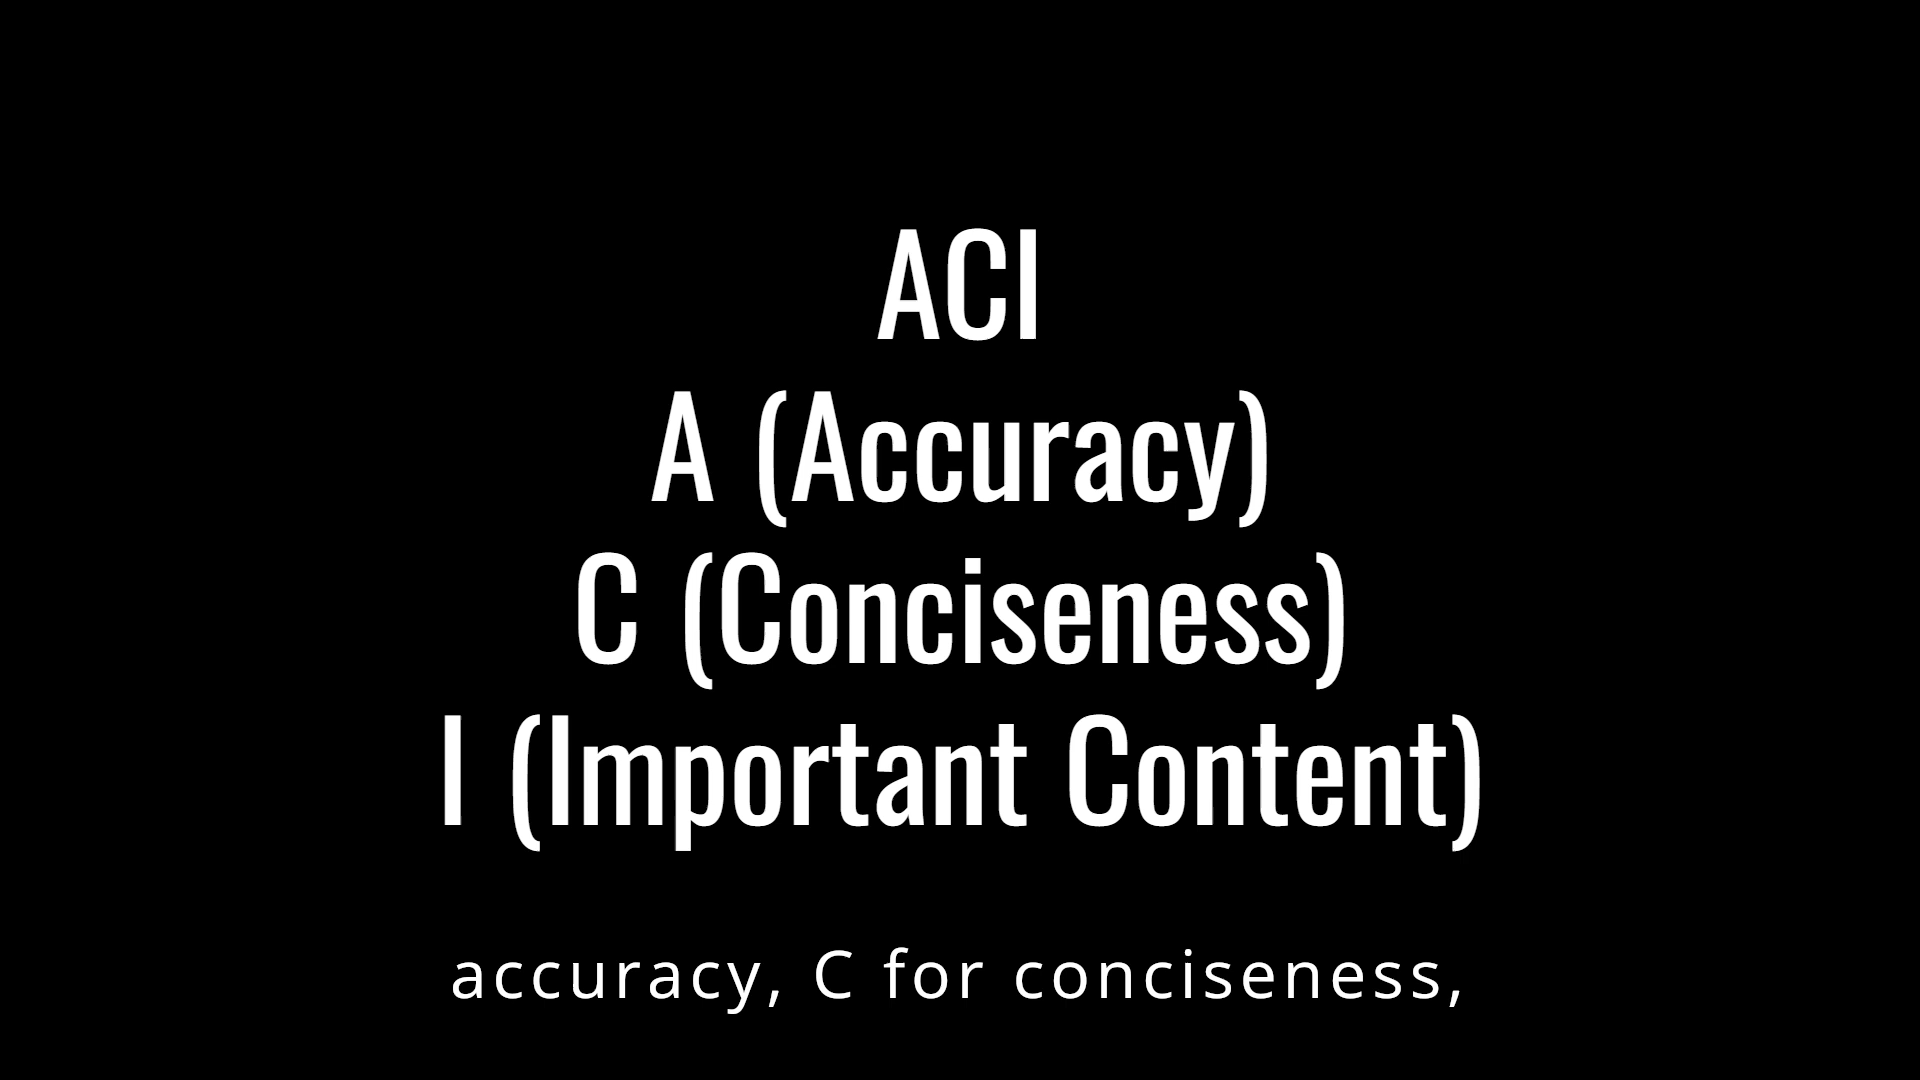 ACI
A (Accuracy)
C (Conciseness)
I (Important Content)
accuracy, C for conciseness,